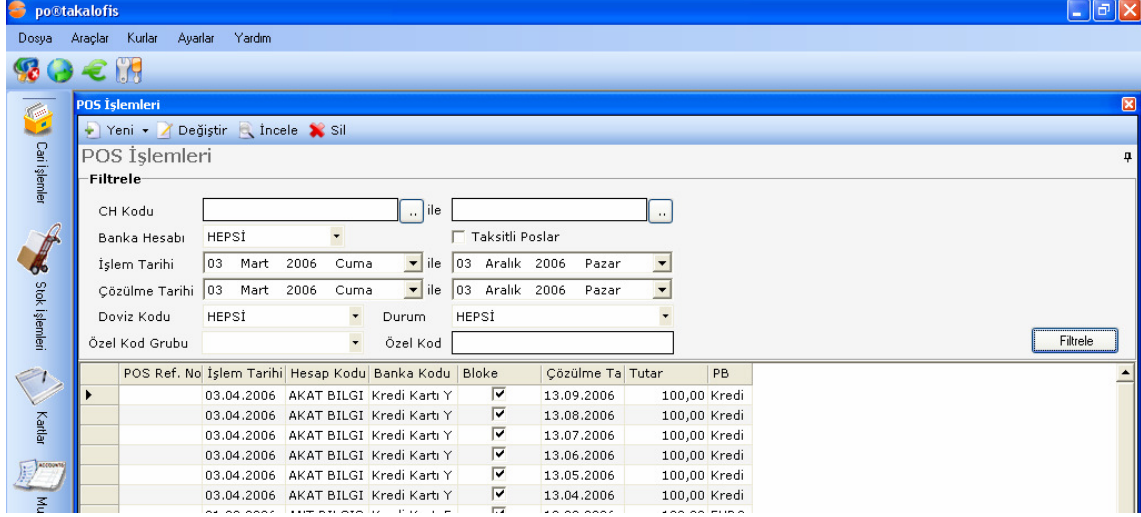 po®takalofis
Dosya Araçlar Kurlar Ayarlar Yardım
POS İşlemleri
Yeni Değiştir İncele Sil
POS İşlemleri
Filtrele
CH Kodu .. ile ..
Banka Hesabı HEPSİ Taksitli Poslar
İşlem Tarihi 03 Mart 2006 Cuma ile 03 Aralık 2006 Pazar
Çözülme Tarihi 03 Mart 2006 Cuma ile 03 Aralık 2006 Pazar
Doviz Kodu HEPSİ Durum HEPSİ
Özel Kod Grubu Özel Kod Filtrele
POS Ref. No İşlem Tarihi Hesap Kodu Banka Kodu Bloke Çözülme Ta Tutar PB
03.04.2006 AKAT BILGI Kredi Kartı Y 13.09.2006 100,00 Kredi
03.04.2006 AKAT BILGI Kredi Kartı Y 13.08.2006 100,00 Kredi
03.04.2006 AKAT BILGI Kredi Kartı Y 13.07.2006 100,00 Kredi
03.04.2006 AKAT BILGI Kredi Kartı Y 13.06.2006 100,00 Kredi
03.04.2006 AKAT BILGI Kredi Kartı Y 13.05.2006 100,00 Kredi
03.04.2006 AKAT BILGI Kredi Kartı Y 13.04.2006 100,00 Kredi
Cari İşlemler
Stok İşlemleri
Kartlar
ACCOUNTS
Mu